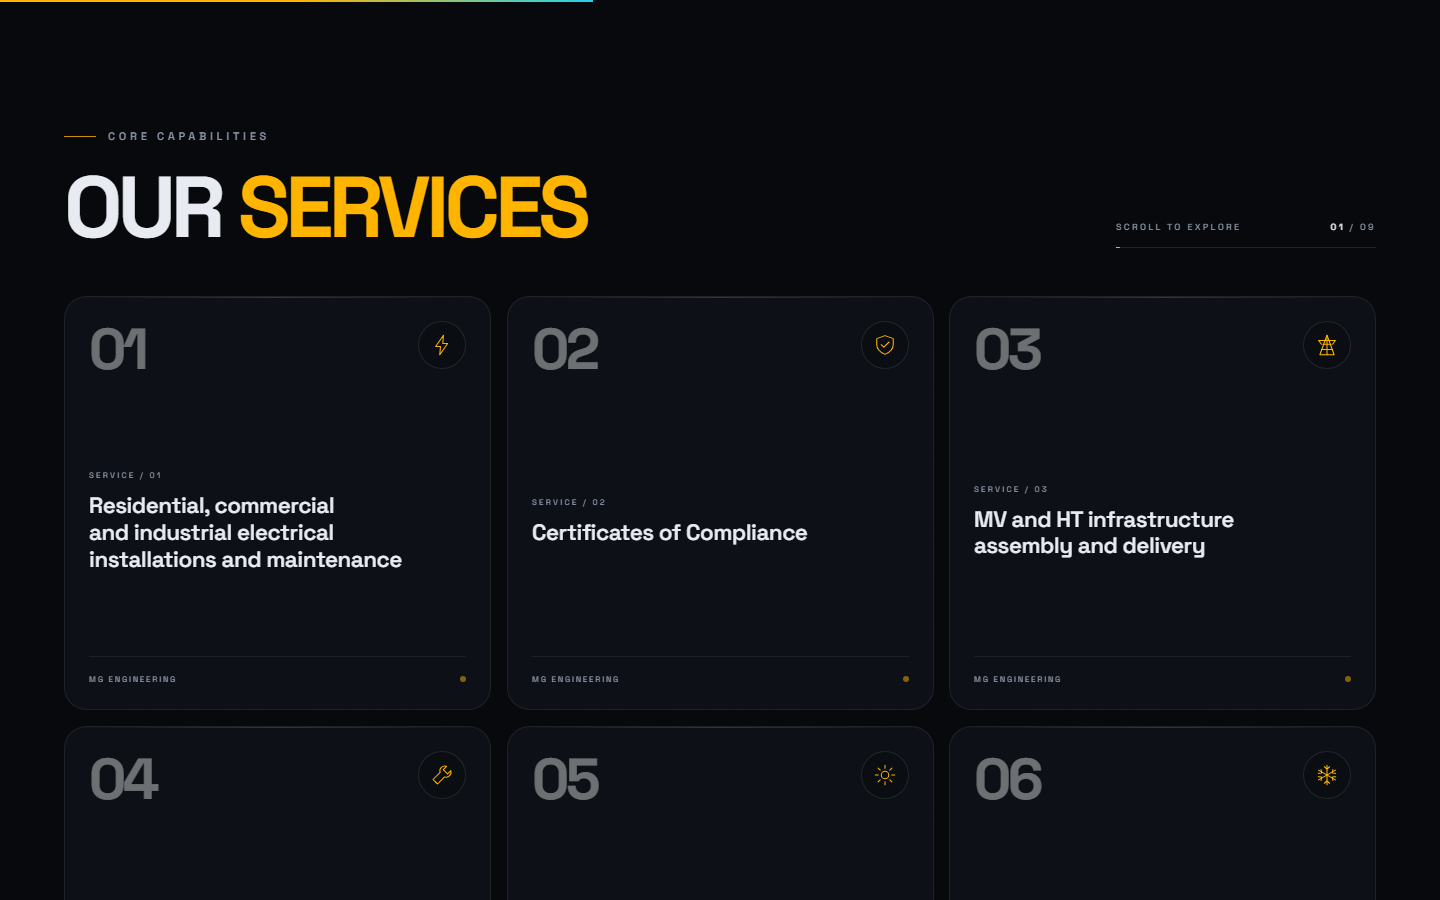 CORE CAPABILITIES
OUR SERVICES
SCROLL TO EXPLORE
01 / 09
01
02
03
SERVICE / 01
Residential, commercial
and industrial electrical
installations and maintenance
SERVICE / 02
Certificates of Compliance
SERVICE / 03
MV and HT infrastructure
assembly and delivery
MG ENGINEERING
MG ENGINEERING
MG ENGINEERING
04
05
06